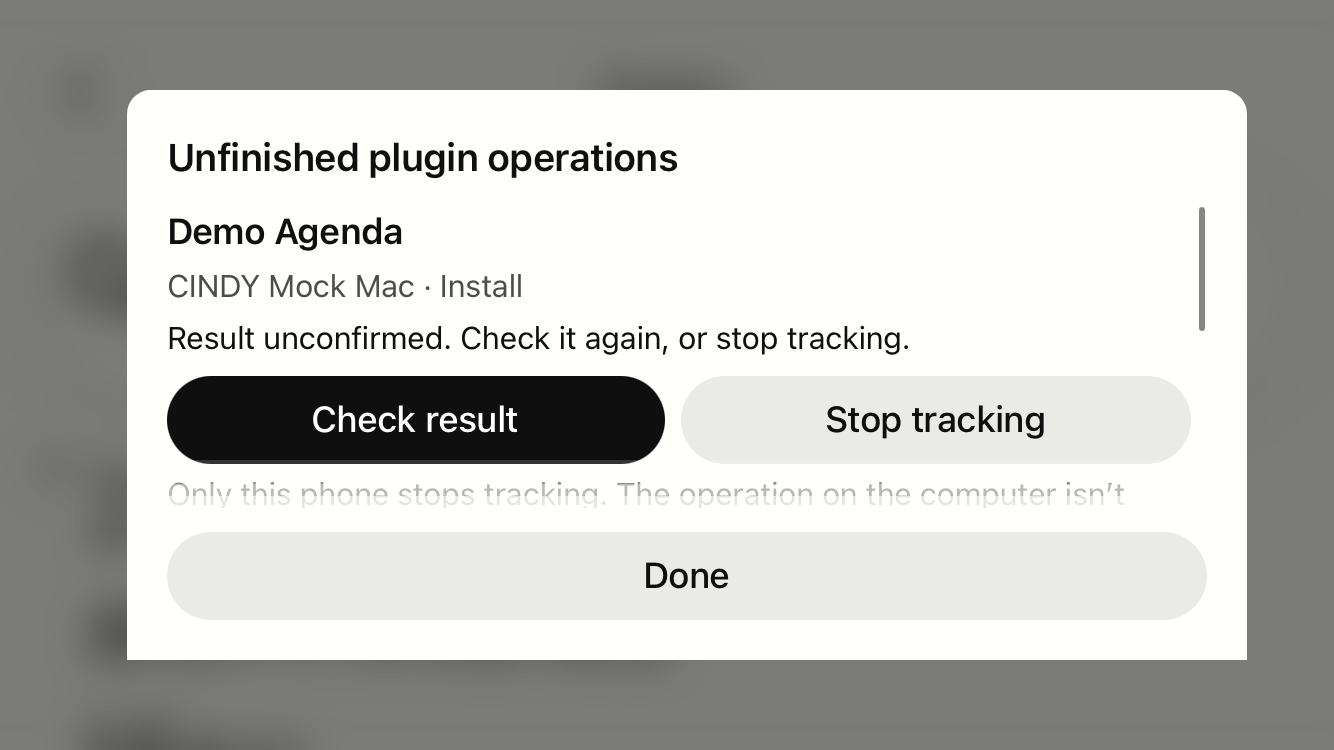 Unfinished plugin operations
Demo Agenda
CINDY Mock Mac · Install
Result unconfirmed. Check it again, or stop tracking.
Check result
Stop tracking
Only this phone stops tracking. The operation on the computer isn’t
Done